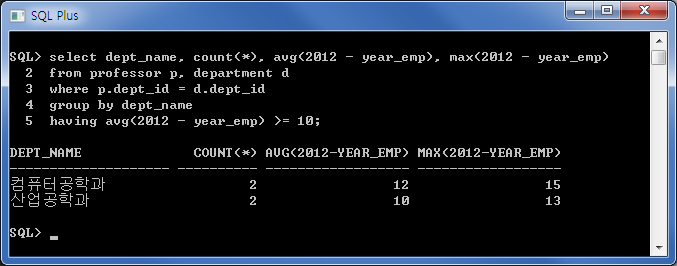 SQL Plus
SQL> select dept_name, count(*), avg(2012 - year_emp), max(2012 - year_emp)
2 from professor p, department d
3 where p.dept_id = d.dept_id
4 group by dept_name
5 having avg(2012 - year_emp) >= 10;
DEPT_NAME COUNT(*) AVG(2012-YEAR_EMP) MAX(2012-YEAR_EMP)
------------------ ---------- ------------------ ------------------
컴퓨터공학과 2 12 15
산업공학과 2 10 13
SQL> _